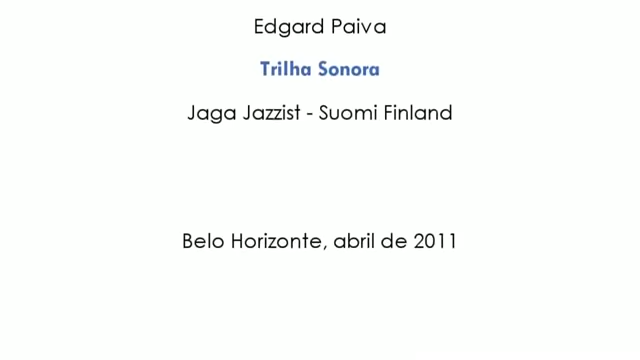 Edgard Paiva
Trilha Sonora
Jaga Jazzist - Suomi Finland
Belo Horizonte, abril de 2011